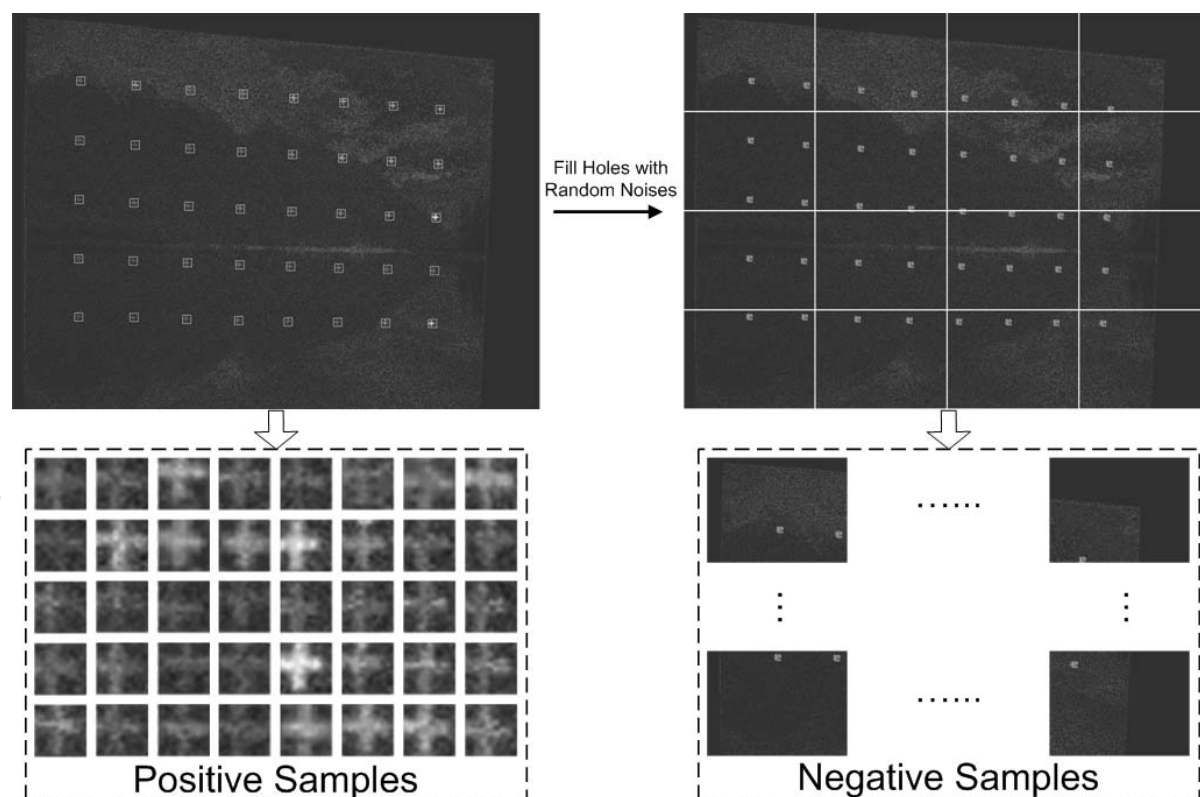 Fill Holes with
Random Noises
Positive Samples
Negative Samples